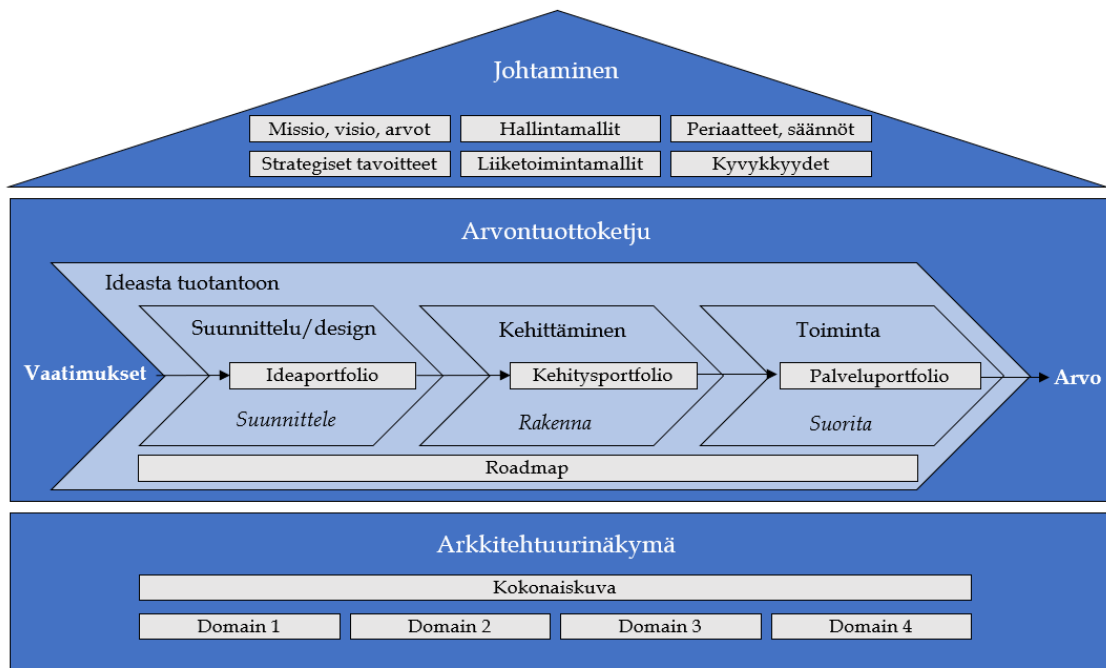 Johtaminen
Missio, visio, arvot
Hallintamallit
Periaatteet, säännöt
Strategiset tavoitteet
Liiketoimintamallit
Kyvykkyydet
Arvontuottoketju
Ideasta tuotantoon
Suunnittelu/design
Kehittäminen
Toiminta
Vaatimukset
Ideaportfolio
Kehitysportfolio
Palveluportfolio
Arvo
Suunnittele
Rakenna
Suorita
Roadmap
Arkkitehtuurinäkymä
Kokonaiskuva
Domain 1
Domain 2
Domain 3
Domain 4